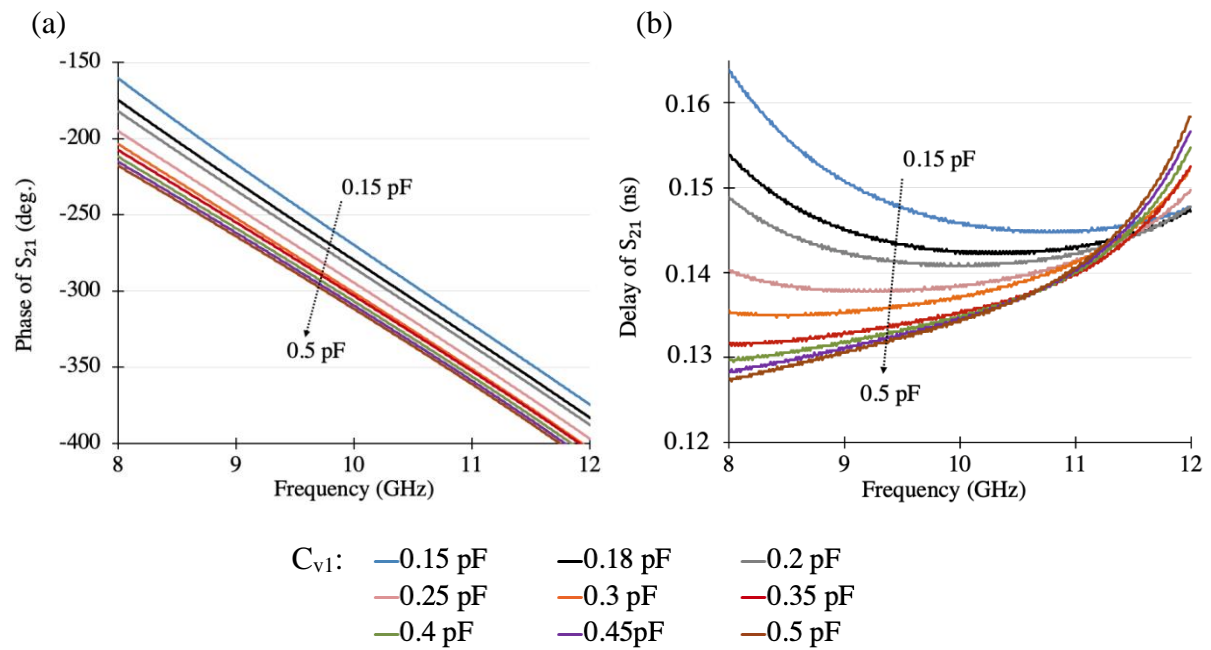 (a)
(b)
-150
-200
-250
-300
-350
-400
Phase of S21 (deg.)
0.15 pF
0.5 pF
8
9
10
11
12
Frequency (GHz)
0.16
0.15
0.14
0.13
0.12
Delay of S21 (ns)
0.15 pF
0.5 pF
8
9
10
11
12
Frequency (GHz)
Cv1: 0.15 pF 0.18 pF 0.2 pF
0.25 pF 0.3 pF 0.35 pF
0.4 pF 0.45pF 0.5 pF